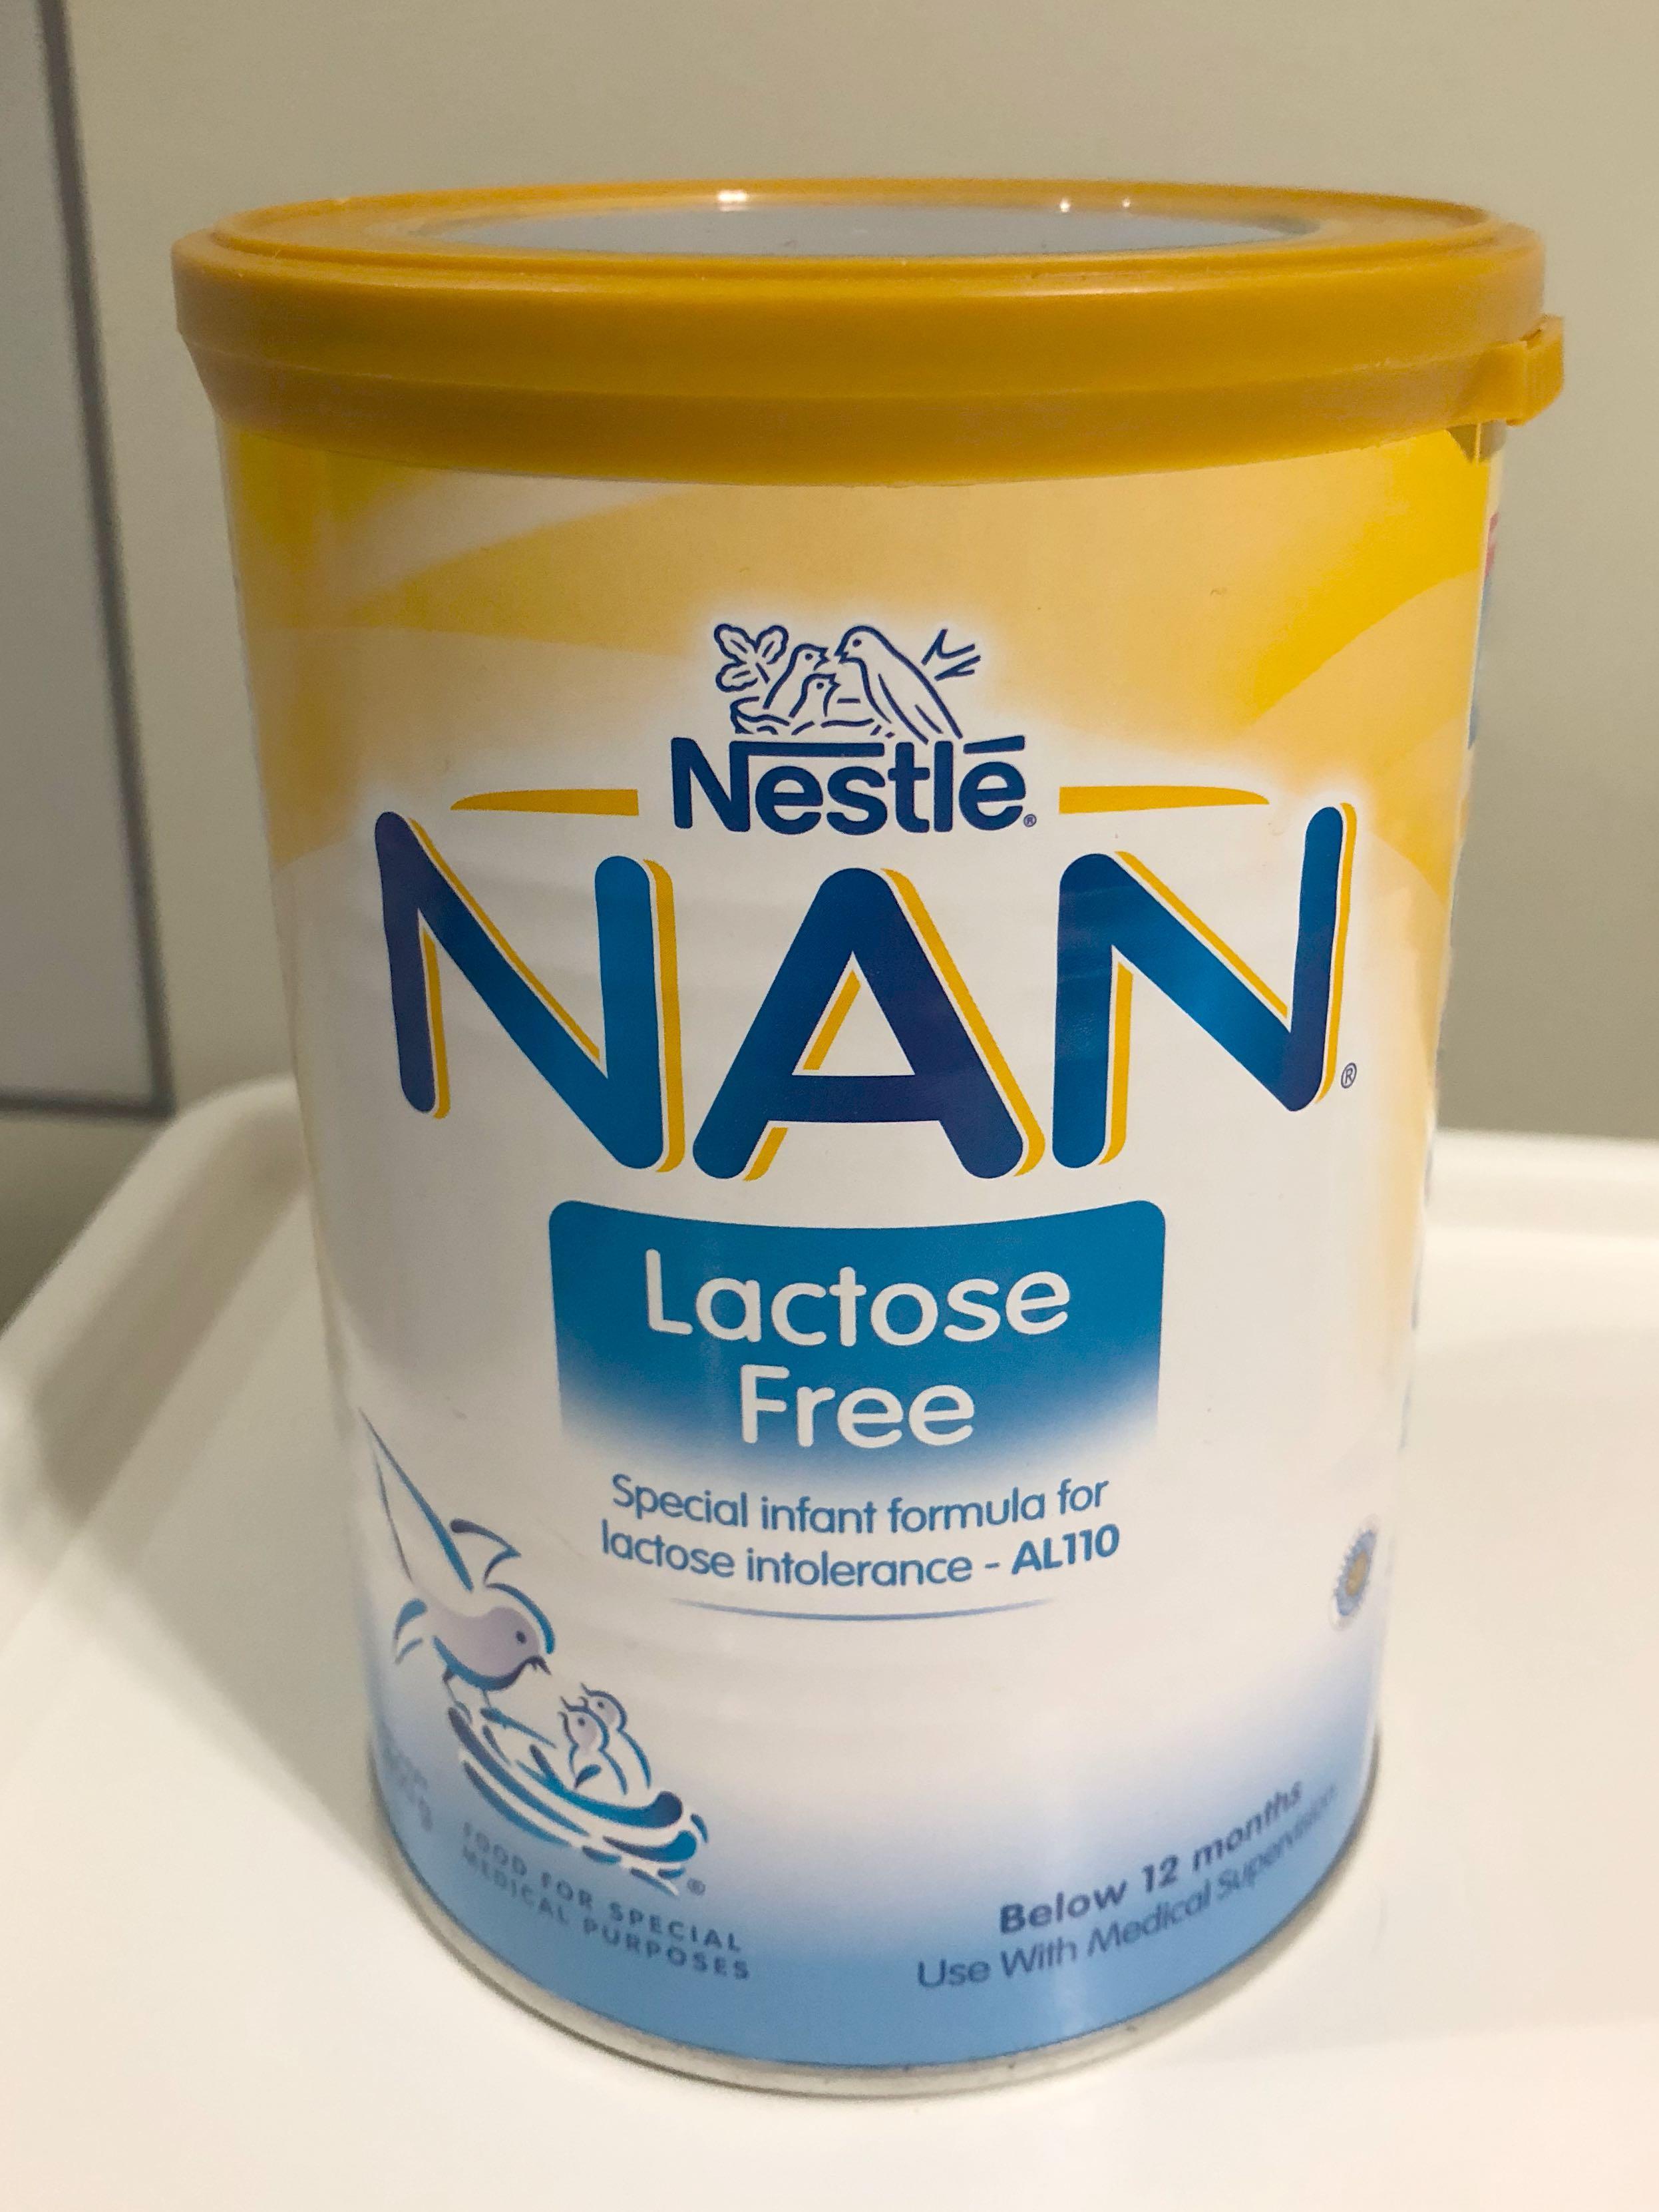 Nestlé®
NAN®
Lactose
Free
Special infant formula for
lactose intolerance - AL110
®
FOOD FOR SPECIAL
MEDICAL PURPOSES
Below 12 months
Use With Medical Supervision